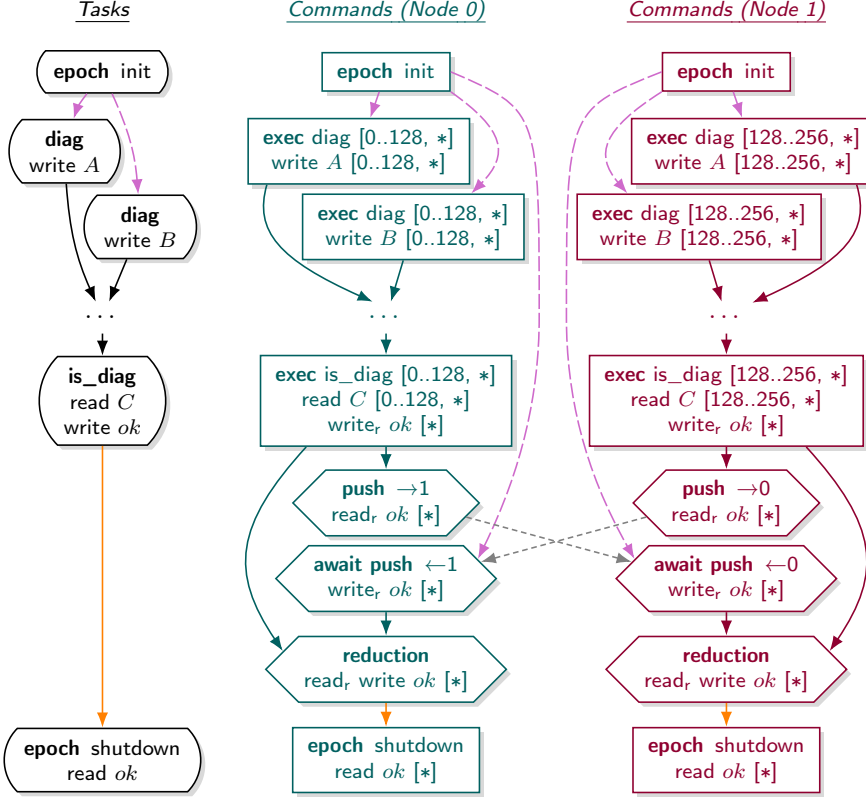 Tasks
epoch init
diag
write A
diag
write B
...
is_diag
read C
write ok
epoch shutdown
read ok
Commands (Node 0)
epoch init
exec diag [0..128, *]
write A [0..128, *]
exec diag [0..128, *]
write B [0..128, *]
...
exec is_diag [0..128, *]
read C [0..128, *]
writeᵣ ok [*]
push →1
readᵣ ok [*]
await push ←1
writeᵣ ok [*]
reduction
readᵣ write ok [*]
epoch shutdown
read ok [*]
Commands (Node 1)
epoch init
exec diag [128..256, *]
write A [128..256, *]
exec diag [128..256, *]
write B [128..256, *]
...
exec is_diag [128..256, *]
read C [128..256, *]
writeᵣ ok [*]
push →0
readᵣ ok [*]
await push ←0
writeᵣ ok [*]
reduction
readᵣ write ok [*]
epoch shutdown
read ok [*]